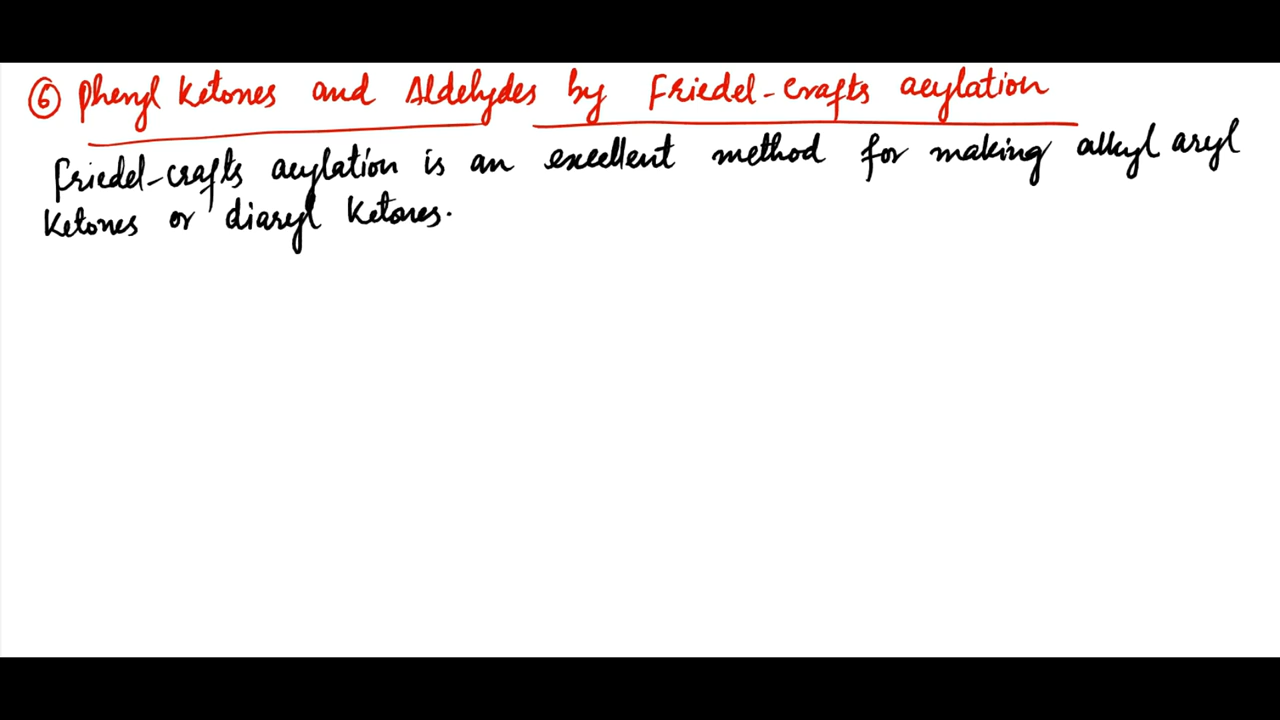 ⑥ Phenyl Ketones and Aldehydes by Friedel-Crafts acylation
Friedel-crafts acylation is an excellent method for making alkyl aryl
Ketones or diaryl Ketones.